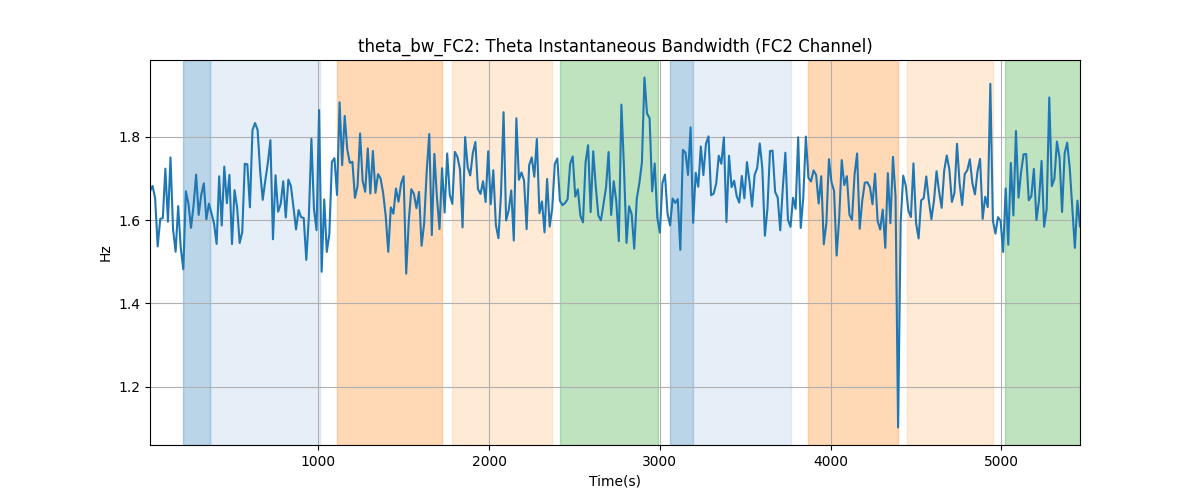 theta_bw_FC2: Theta Instantaneous Bandwidth (FC2 Channel)
Hz
1.8
1.6
1.4
1.2
1000 2000 3000 4000 5000
Time(s)